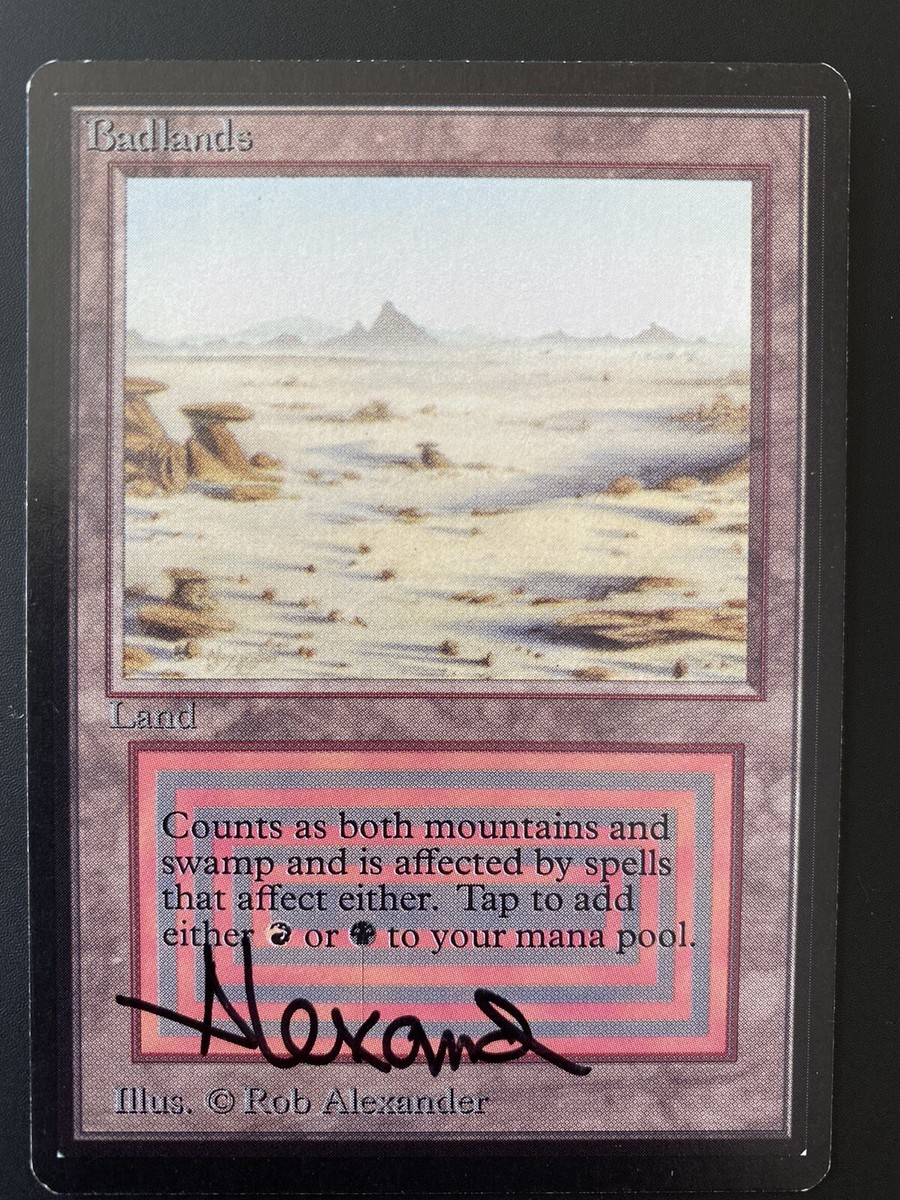 Badlands
Land
Counts as both mountains and
swamp and is affected by spells
that affect either. Tap to add
either or to your mana pool.
Alexand
Illus. © Rob Alexander